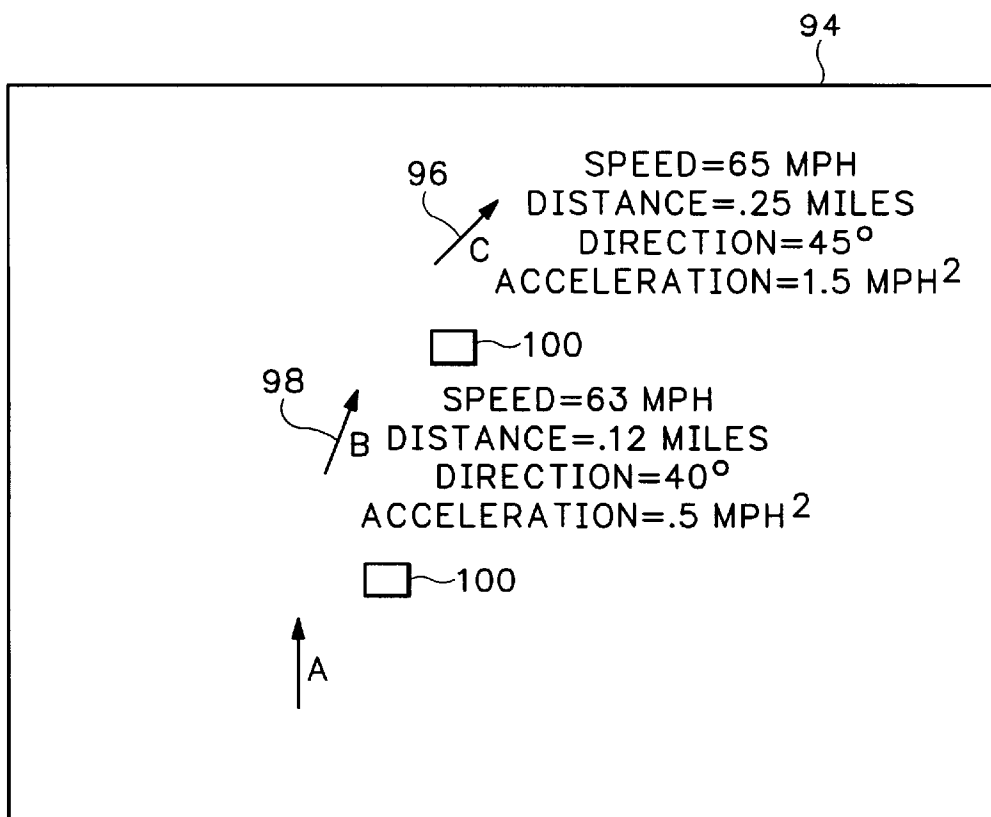 94
96
C
SPEED=65 MPH
DISTANCE=.25 MILES
DIRECTION=45°
ACCELERATION=1.5 MPH²
100
98
B
SPEED=63 MPH
DISTANCE=.12 MILES
DIRECTION=40°
ACCELERATION=.5 MPH²
100
A